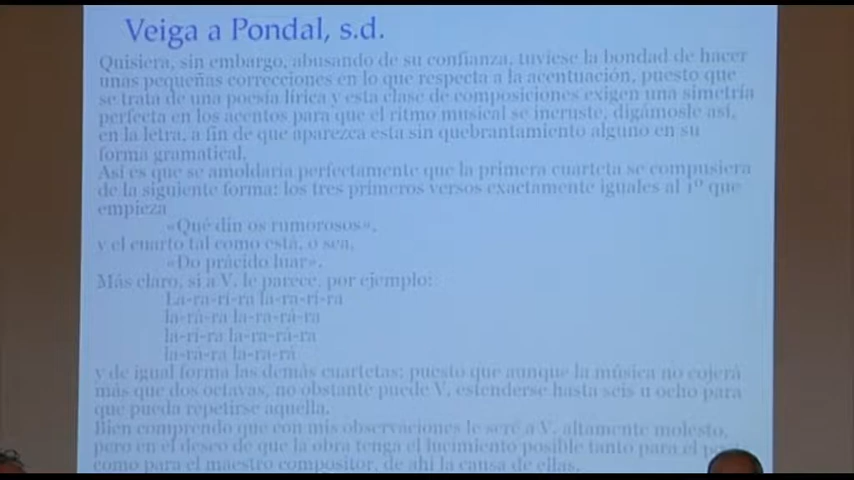 Veiga a Pondal, s.d.
Quisiera, sin embargo, abusando de su confianza, tuviese la bondad de hacer
unas pequeñas correcciones en lo que respecta a la acentuación, puesto que
se trata de una poesía lírica y esta clase de composiciones exigen una simetría
perfecta en los acentos para que el ritmo musical se incruste, digámosle así,
en la letra, a fin de que aparezca esta sin quebrantamiento alguno en su
forma gramatical.
Así es que se amoldaría perfectamente que la primera cuarteta se compusiera
de la siguiente forma: los tres primeros versos exactamente iguales al 1º que
empieza
«Qué din os rumorosos»,
y el cuarto tal como está, o sea,
«Do prácido luar».
Más claro, si a V. le parece, por ejemplo:
La-ra-rí-ra la-ra-rí-ra
la-rá-ra la-ra-rá-ra
la-rí-ra la-ra-rá-ra
la-ra-ra la-ra-rá
y de igual forma las demás cuartetas; puesto que aunque la música no cojerá
más que dos octavas, no obstante puede V. estenderse hasta seis u ocho para
que pueda repetirse aquella.
Bien comprendo que con mis observaciones le seré a V. altamente molesto,
pero en el deseo de que la obra tenga el lucimiento posible tanto para el
como para el maestro compositor, de ahí la causa de ellas.